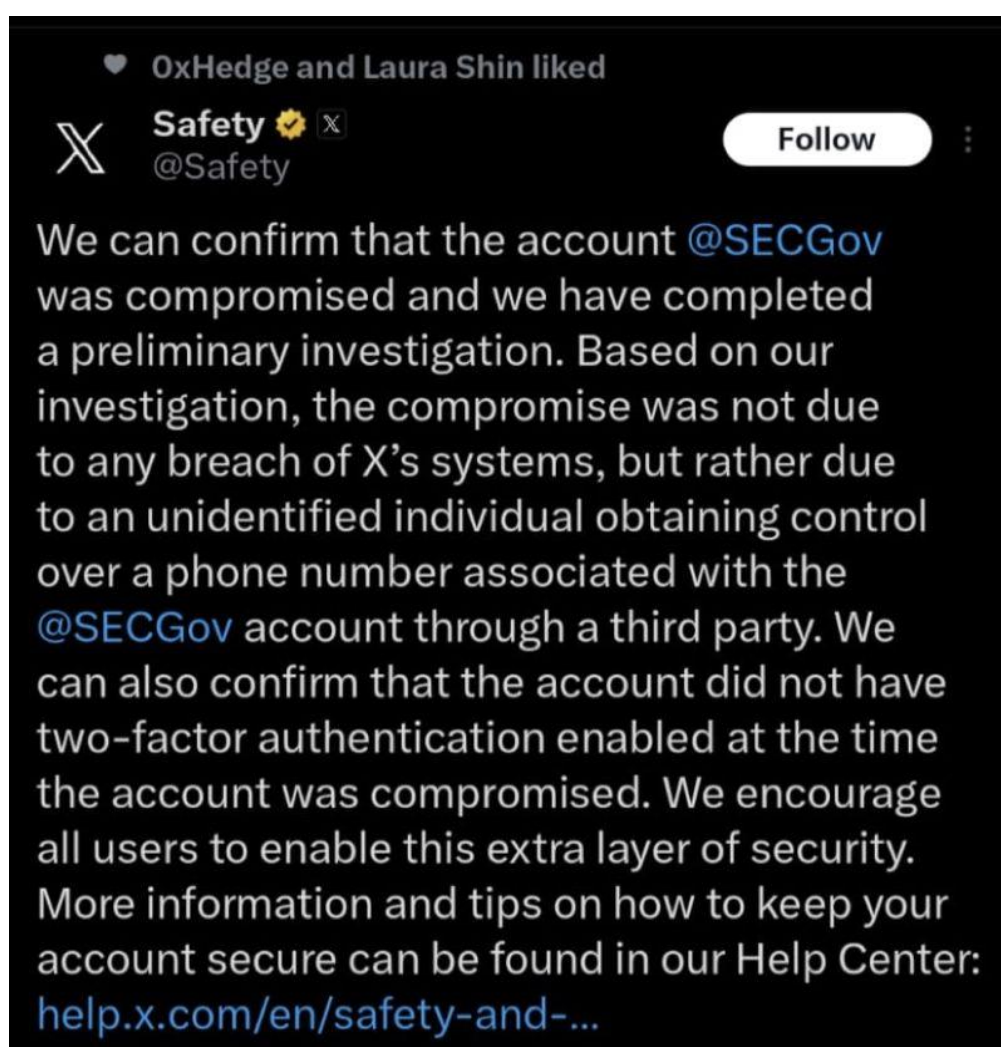 0xHedge and Laura Shin liked
Safety
@Safety
Follow
We can confirm that the account @SECGov
was compromised and we have completed
a preliminary investigation. Based on our
investigation, the compromise was not due
to any breach of X’s systems, but rather due
to an unidentified individual obtaining control
over a phone number associated with the
@SECGov account through a third party. We
can also confirm that the account did not have
two-factor authentication enabled at the time
the account was compromised. We encourage
all users to enable this extra layer of security.
More information and tips on how to keep your
account secure can be found in our Help Center:
help.x.com/en/safety-and-...